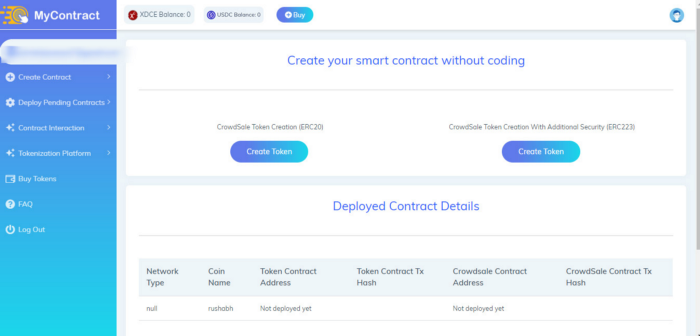 MyContract
XDCE Balance: 0
USDC Balance: 0
Buy
Create Contract
Deploy Pending Contracts
Contract Interaction
Tokenization Platform
Buy Tokens
FAQ
Log Out
Create your smart contract without coding
CrowdSale Token Creation (ERC20)
Create Token
CrowdSale Token Creation With Additional Security (ERC223)
Create Token
Deployed Contract Details
Network Type
Coin Name
Token Contract Address
Token Contract Tx Hash
Crowdsale Contract Address
CrowdSale Contract Tx Hash
null
rushabh
Not deployed yet
Not deployed yet